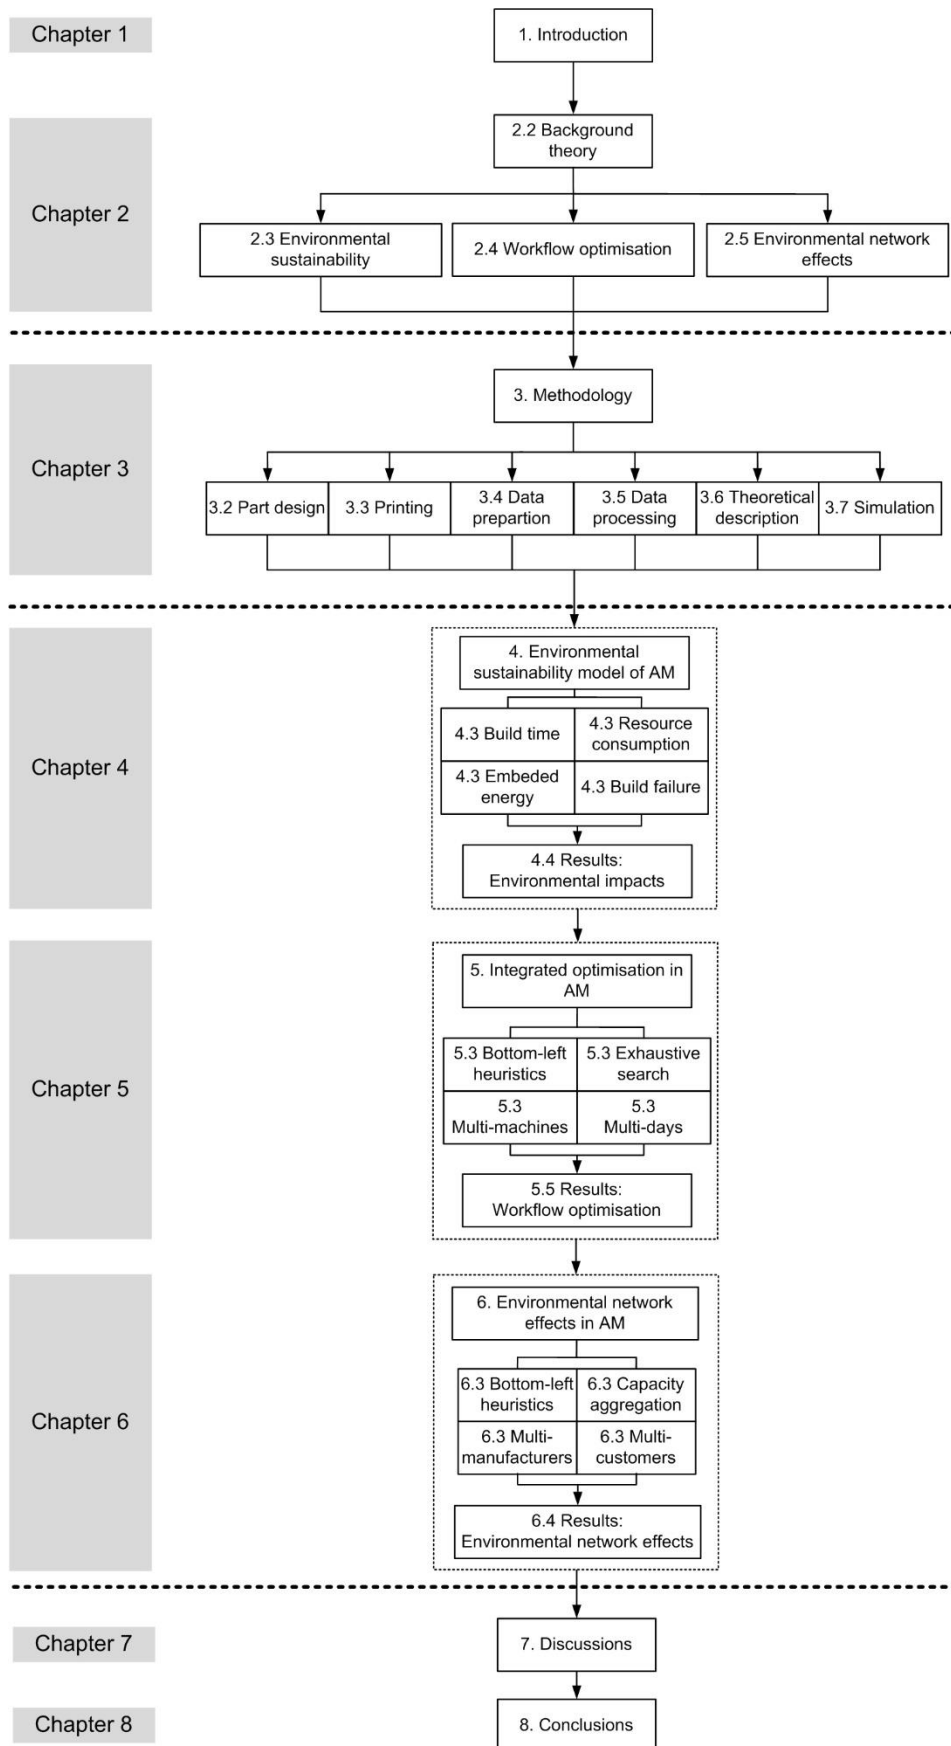 Chapter 1
1. Introduction
Chapter 2
2.2 Background
theory
2.3 Environmental
sustainability
2.4 Workflow optimisation
2.5 Environmental network
effects
Chapter 3
3. Methodology
3.2 Part design
3.3 Printing
3.4 Data
prepartion
3.5 Data
processing
3.6 Theoretical
description
3.7 Simulation
Chapter 4
4. Environmental
sustainability model of AM
4.3 Build time
4.3 Resource
consumption
4.3 Embeded
energy
4.3 Build failure
4.4 Results:
Environmental impacts
Chapter 5
5. Integrated optimisation in
AM
5.3 Bottom-left
heuristics
5.3 Exhaustive
search
5.3
Multi-machines
5.3
Multi-days
5.5 Results:
Workflow optimisation
Chapter 6
6. Environmental network
effects in AM
6.3 Bottom-left
heuristics
6.3 Capacity
aggregation
6.3 Multi-
manufacturers
6.3 Multi-
customers
6.4 Results:
Environmental network effects
Chapter 7
7. Discussions
Chapter 8
8. Conclusions